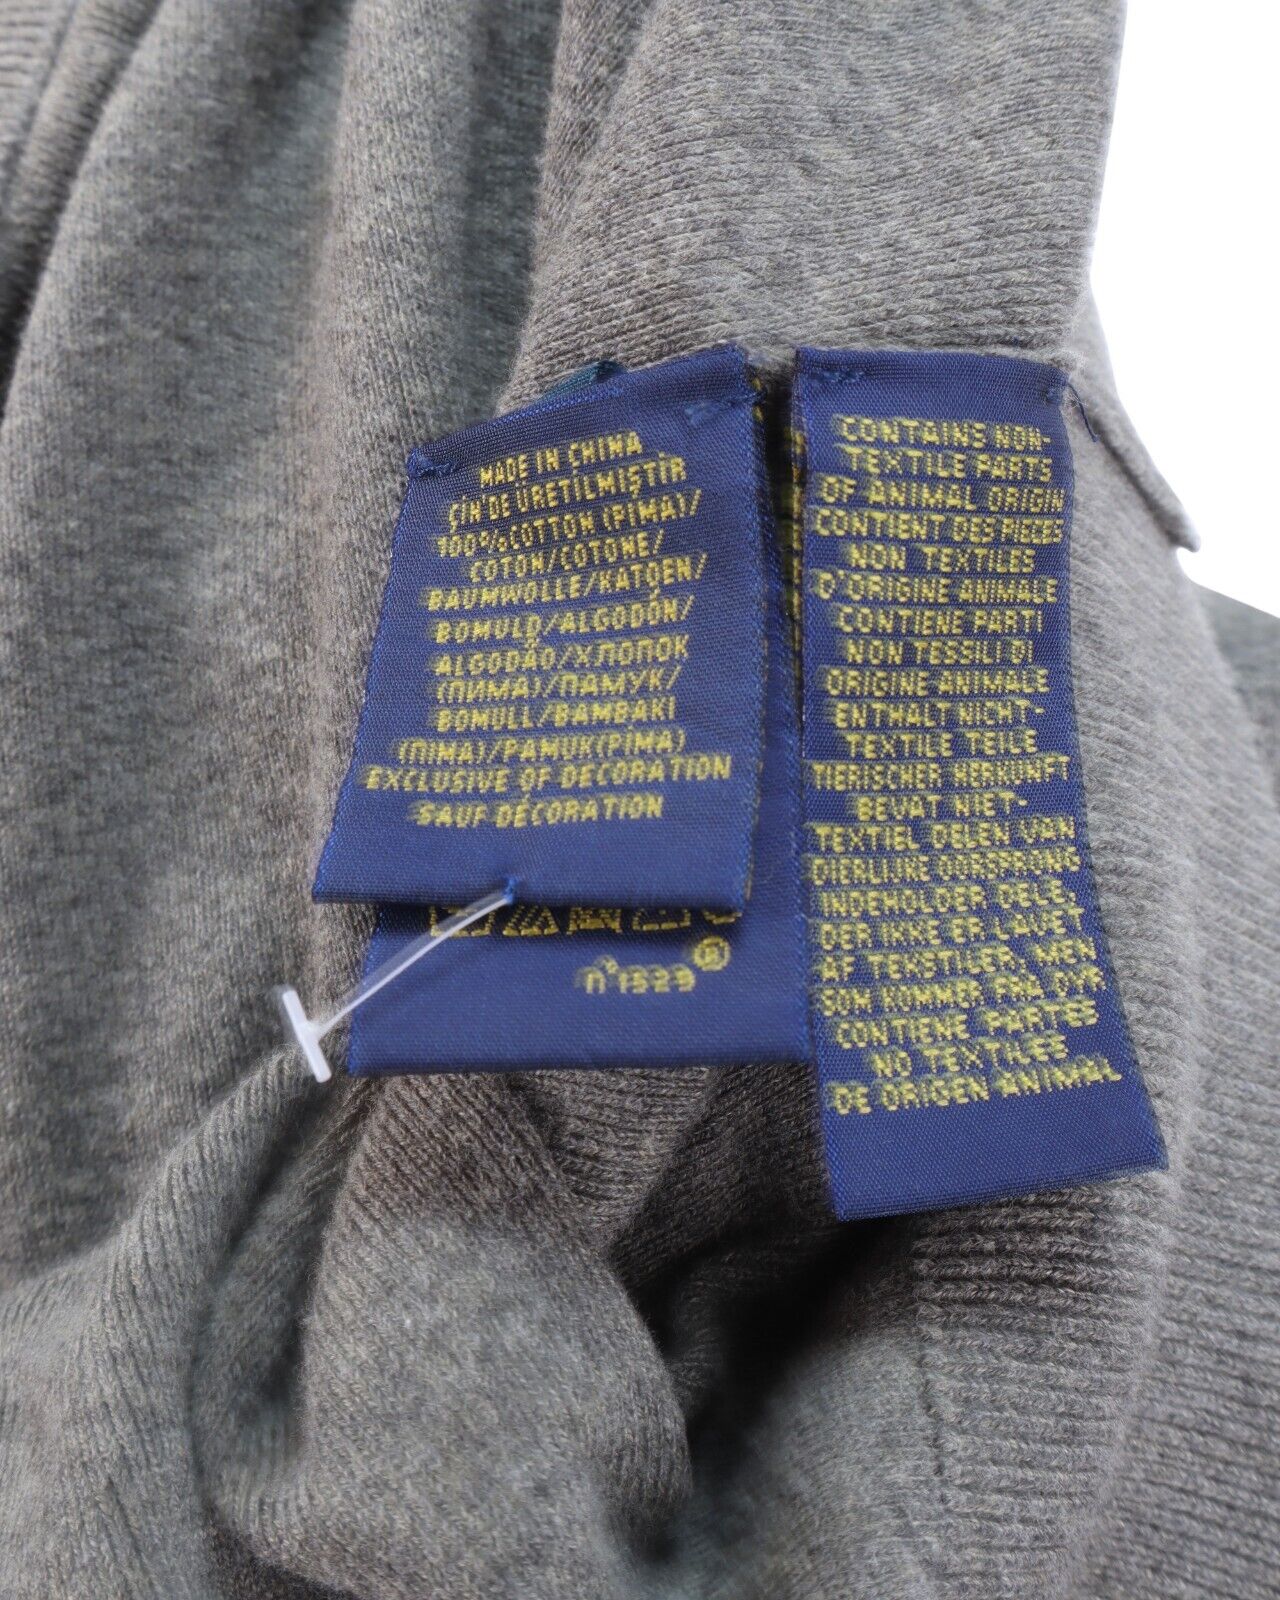 MADE IN CHINA
ÇİN DE ÜRETİLMİŞTİR
100% COTTON (PIMA)/
COTON/COTONE/
BAUMWOLLE/KATOEN/
BOMULD/ALGODÓN/
ALGODÃO/ХЛОПОК
(ПИМА)/ПАМУК/
BOMULL/BAMBAKI
(ΠIMA)/PAMUK(PİMA)
EXCLUSIVE OF DECORATION
SAUF DÉCORATION
n°1529®
CONTAINS NON-
TEXTILE PARTS
OF ANIMAL ORIGIN
CONTIENT DES PIECES
NON TEXTILES
D'ORIGINE ANIMALE
CONTIENE PARTI
NON TESSILI DI
ORIGINE ANIMALE
ENTHALT NICHT-
TEXTILE TEILE
TIERISCHER HERKUNFT
BEVAT NIET-
TEXTIEL DELEN VAN
DIERLIJKE OORSPRONG
INDEHOLDER DELE,
DER IKKE ER LAVET
AF TEKSTILER, MEN
SOM KOMMER FRA DYR
CONTIENE PARTES
NO TEXTILES
DE ORIGEN ANIMAL